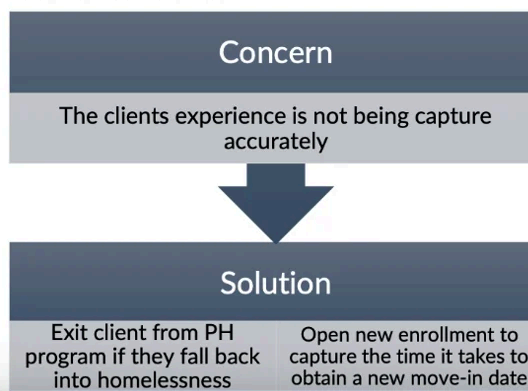 Concern
The clients experience is not being capture
accurately
Solution
Exit client from PH
program if they fall back
into homelessness
Open new enrollment to
capture the time it takes to
obtain a new move-in date